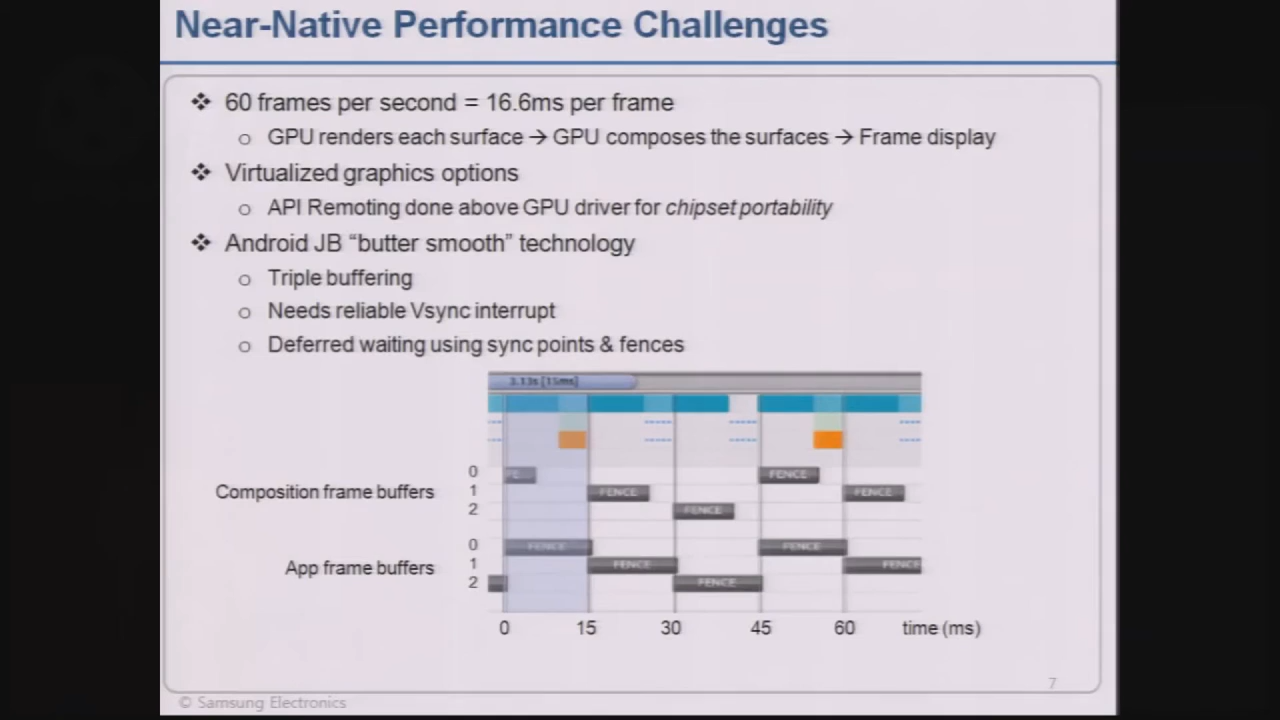 Near-Native Performance Challenges
❖ 60 frames per second = 16.6ms per frame
o GPU renders each surface → GPU composes the surfaces → Frame display
❖ Virtualized graphics options
o API Remoting done above GPU driver for chipset portability
❖ Android JB “butter smooth” technology
o Triple buffering
o Needs reliable Vsync interrupt
o Deferred waiting using sync points & fences
3.13s [15ms]
Composition frame buffers
0 FE.. FENCE
1 FENCE FENCE
2 FENCE
App frame buffers
0 FENCE FENCE
1 FENCE FENCE
2 FENCE
0 15 30 45 60 time (ms)
7
© Samsung Electronics